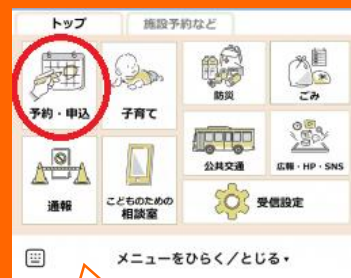 トップ
施設予約など
予約・申込
子育て
防災
ごみ
公共交通
広報・HP・SNS
通報
こどものための
相談室
受信設定
メニューをひらく/とじる▾